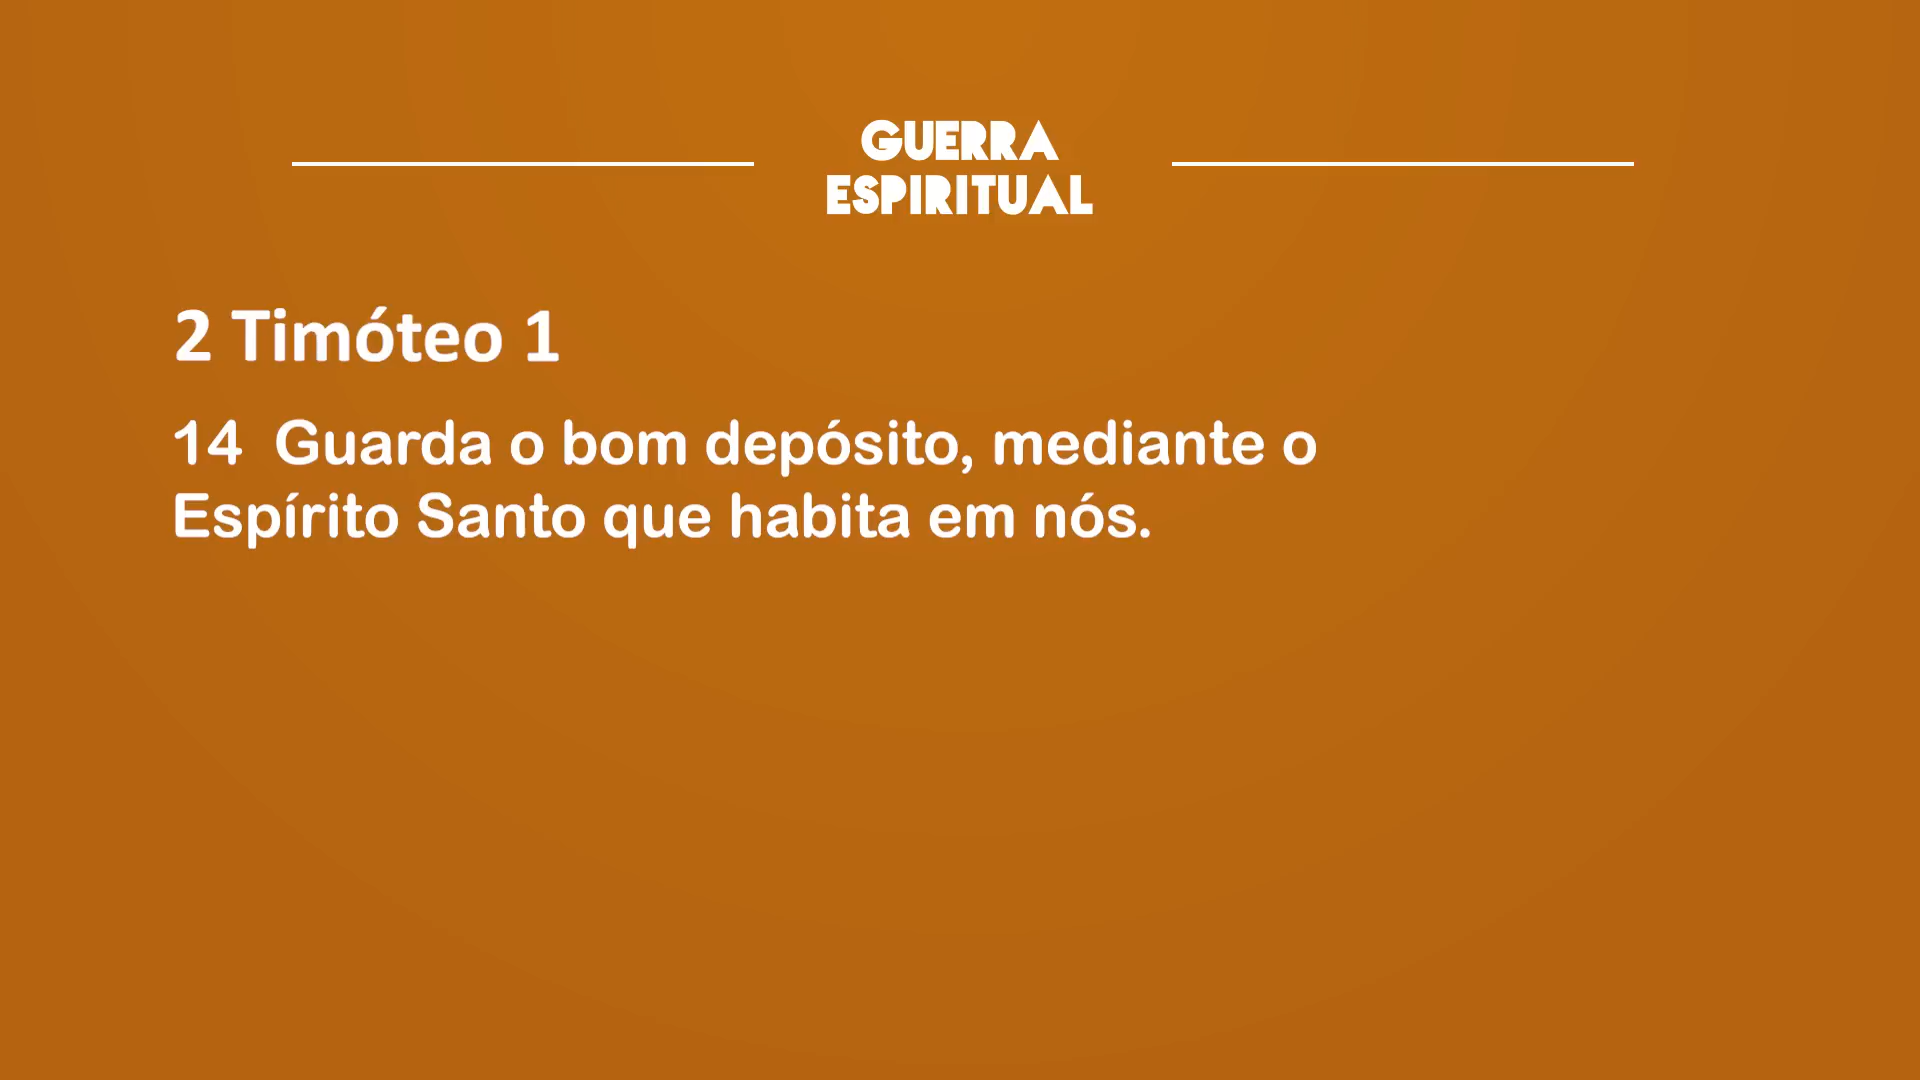 GUERRA
ESPIRITUAL
2 Timóteo 1
14  Guarda o bom depósito, mediante o
Espírito Santo que habita em nós.